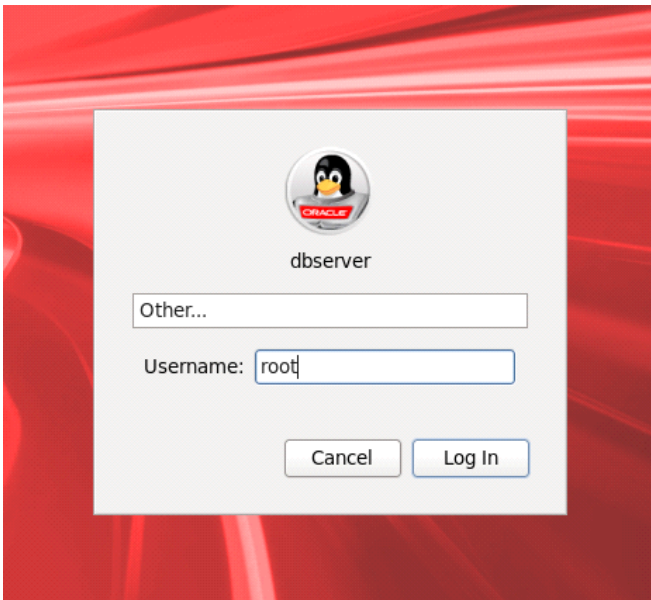 ORACLE
dbserver
Other...
Username: root
Cancel Log In